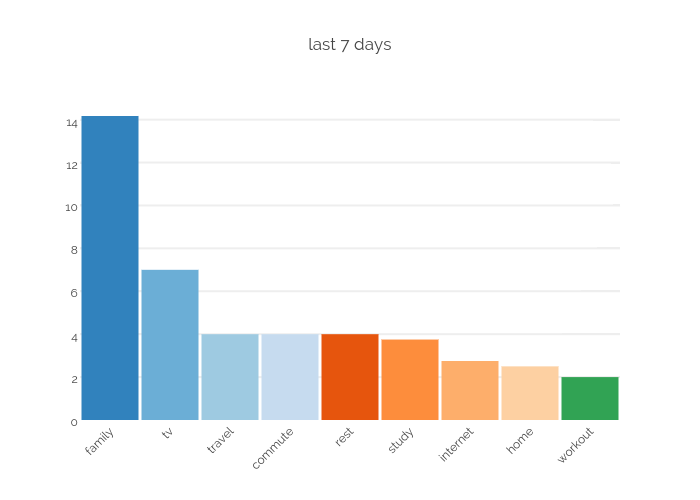 last 7 days
14
12
10
8
6
4
2
0
family
tv
travel
commute
rest
study
internet
home
workout